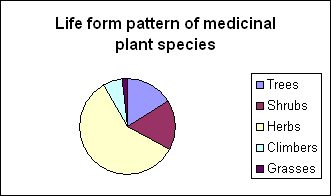 Life form pattern of medicinal
plant species
Trees
Shrubs
Herbs
Climbers
Grasses